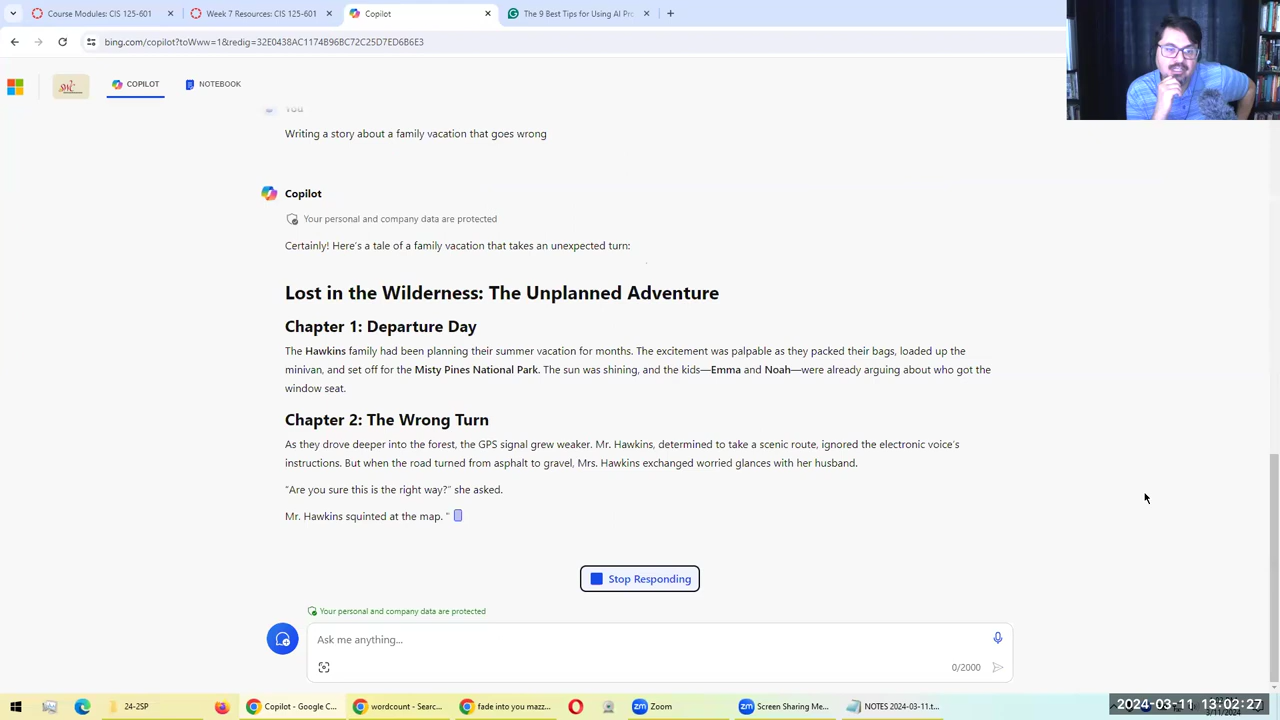 Course Modules: CIS 125-601
Week 7 Resources: CIS 125-601
Copilot
The 9 Best Tips for Using AI Pro
bing.com/copilot?toWww=1&redig=32E0438AC1174B96BC72C25D7ED6B6E3
COPILOT
NOTEBOOK
You
Writing a story about a family vacation that goes wrong
Copilot
Your personal and company data are protected
Certainly! Here's a tale of a family vacation that takes an unexpected turn:
Lost in the Wilderness: The Unplanned Adventure
Chapter 1: Departure Day
The Hawkins family had been planning their summer vacation for months. The excitement was palpable as they packed their bags, loaded up the
minivan, and set off for the Misty Pines National Park. The sun was shining, and the kids—Emma and Noah—were already arguing about who got the
window seat.
Chapter 2: The Wrong Turn
As they drove deeper into the forest, the GPS signal grew weaker. Mr. Hawkins, determined to take a scenic route, ignored the electronic voice's
instructions. But when the road turned from asphalt to gravel, Mrs. Hawkins exchanged worried glances with her husband.
“Are you sure this is the right way?” she asked.
Mr. Hawkins squinted at the map. “
Stop Responding
Your personal and company data are protected
Ask me anything...
0/2000
24-2SP
Copilot - Google C...
wordcount - Searc...
fade into you mazz...
Zoom
Screen Sharing Me...
NOTES 2024-03-11.t...
2024-03-11 13:02:27